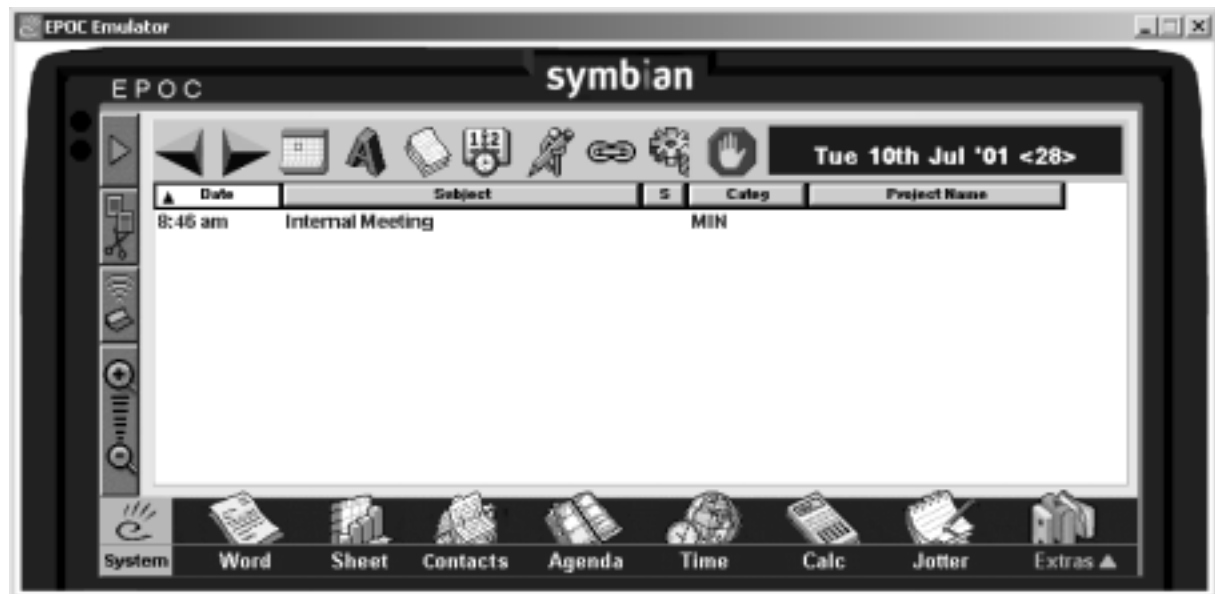 EPOC Emulator
symbian
EPOC
Tue 10th Jul '01 <28>
Date Subject S Categ Project Name
8:46 am Internal Meeting MIN
System Word Sheet Contacts Agenda Time Calc Jotter Extras